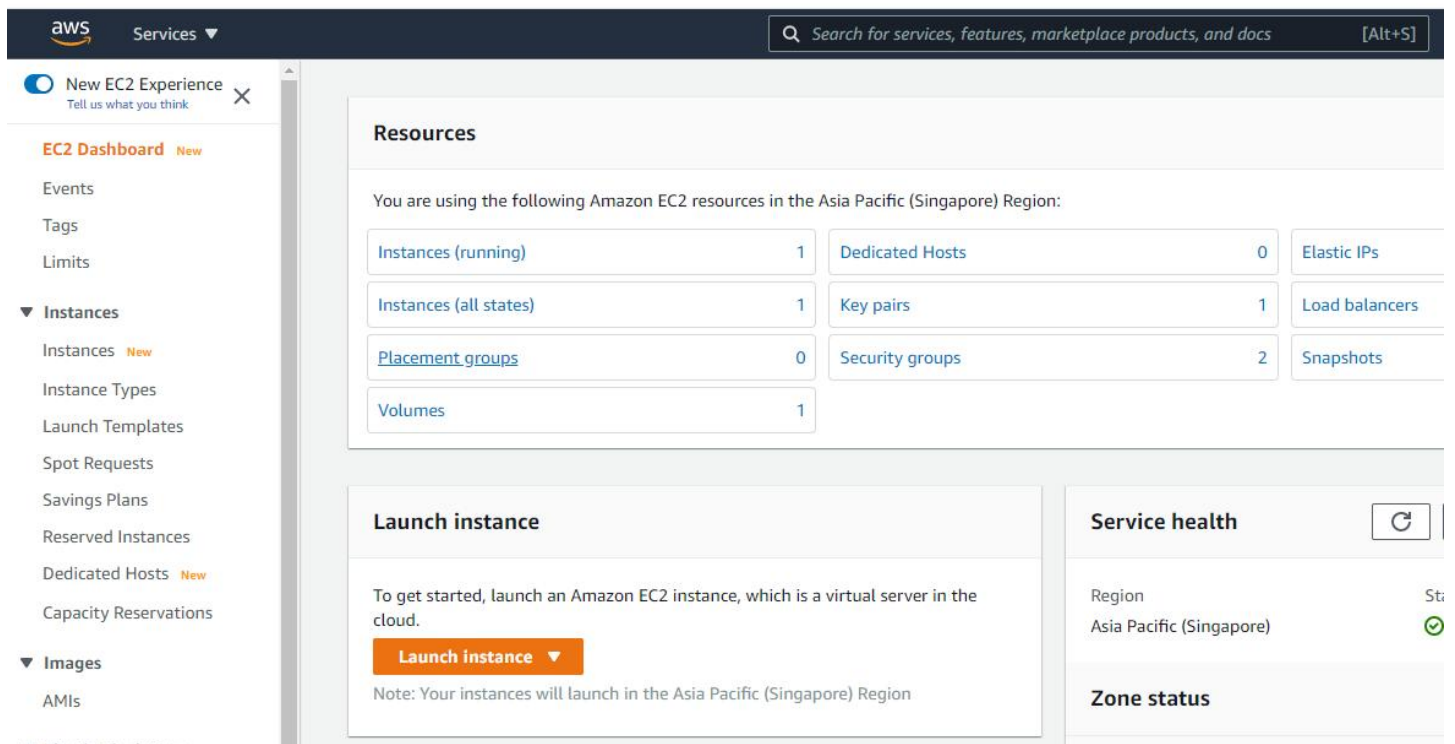 aws
Services ▼
Search for services, features, marketplace products, and docs [Alt+S]
New EC2 Experience
Tell us what you think
EC2 Dashboard New
Events
Tags
Limits
Instances
Instances New
Instance Types
Launch Templates
Spot Requests
Savings Plans
Reserved Instances
Dedicated Hosts New
Capacity Reservations
Images
AMIs
Resources
You are using the following Amazon EC2 resources in the Asia Pacific (Singapore) Region:
Instances (running) 1
Dedicated Hosts 0
Elastic IPs
Instances (all states) 1
Key pairs 1
Load balancers
Placement groups 0
Security groups 2
Snapshots
Volumes 1
Launch instance
To get started, launch an Amazon EC2 instance, which is a virtual server in the
cloud.
Launch instance ▼
Note: Your instances will launch in the Asia Pacific (Singapore) Region
Service health
Region
Asia Pacific (Singapore)
Zone status